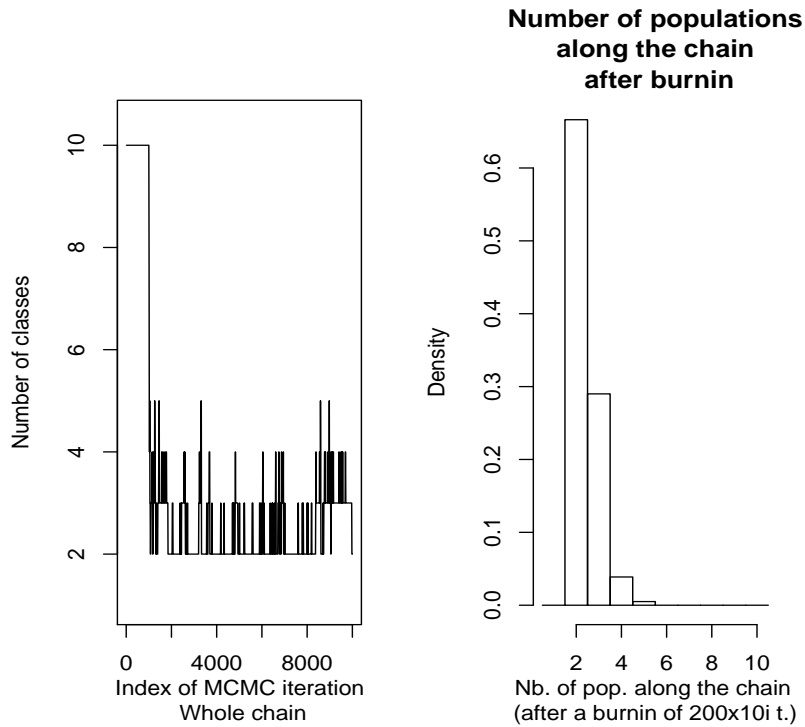 Number of populations
along the chain
after burnin
Number of classes
10
8
6
4
2
0
4000
8000
Index of MCMC iteration
Whole chain
Density
0.6
0.5
0.4
0.3
0.2
0.1
0.0
2
4
6
8
10
Nb. of pop. along the chain
(after a burnin of 200x10i t.)